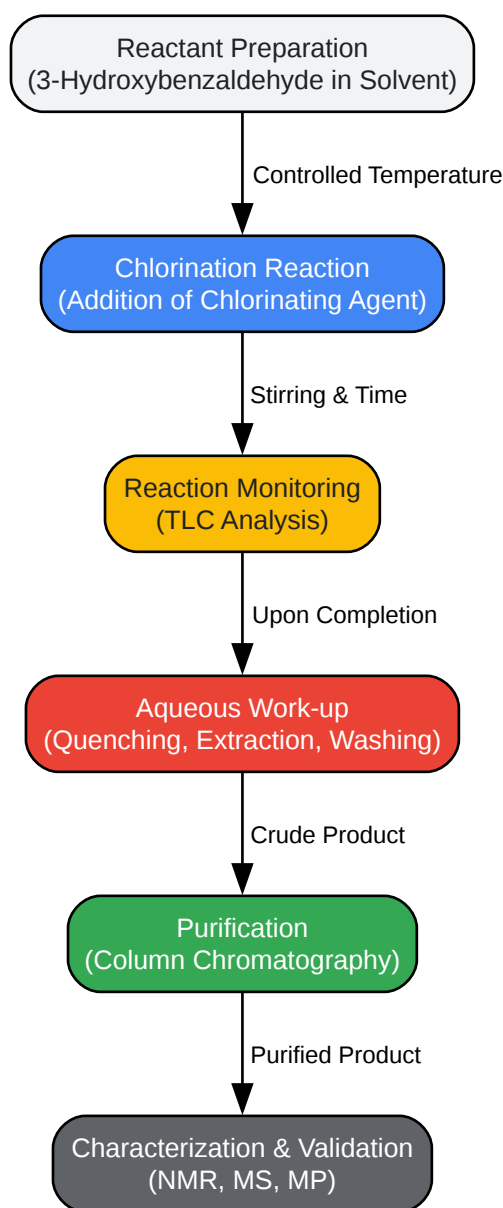 Reactant Preparation
(3-Hydroxybenzaldehyde in Solvent)
Controlled Temperature
Chlorination Reaction
(Addition of Chlorinating Agent)
Stirring & Time
Reaction Monitoring
(TLC Analysis)
Upon Completion
Aqueous Work-up
(Quenching, Extraction, Washing)
Crude Product
Purification
(Column Chromatography)
Purified Product
Characterization & Validation
(NMR, MS, MP)